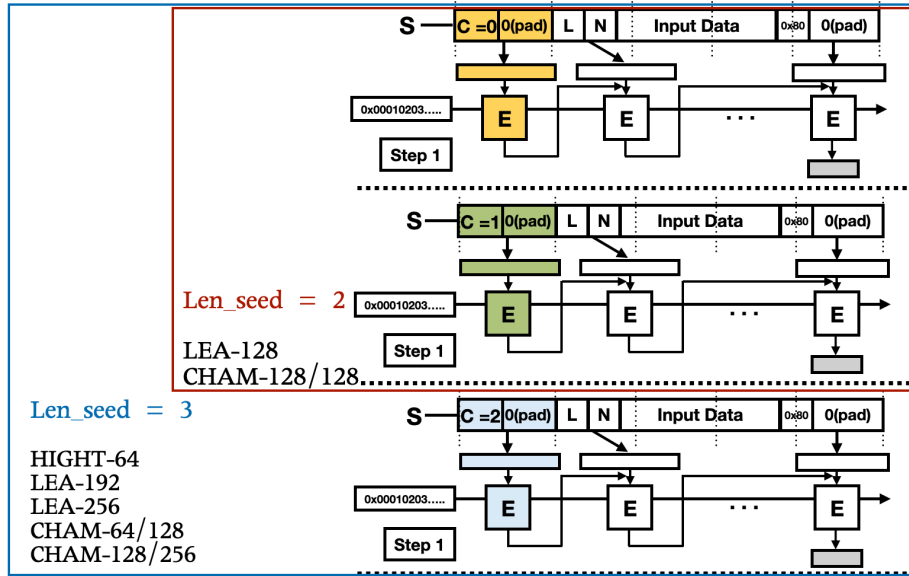 S C =0 0(pad) L N Input Data 0x80 0(pad)
0x00010203..... E E ... E
Step 1
S C =1 0(pad) L N Input Data 0x80 0(pad)
Len_seed = 2
0x00010203..... E E ... E
Step 1
LEA-128
CHAM-128/128
Len_seed = 3
S C =2 0(pad) L N Input Data 0x80 0(pad)
HIGHT-64
LEA-192
0x00010203..... E E ... E
LEA-256
CHAM-64/128
Step 1
CHAM-128/256